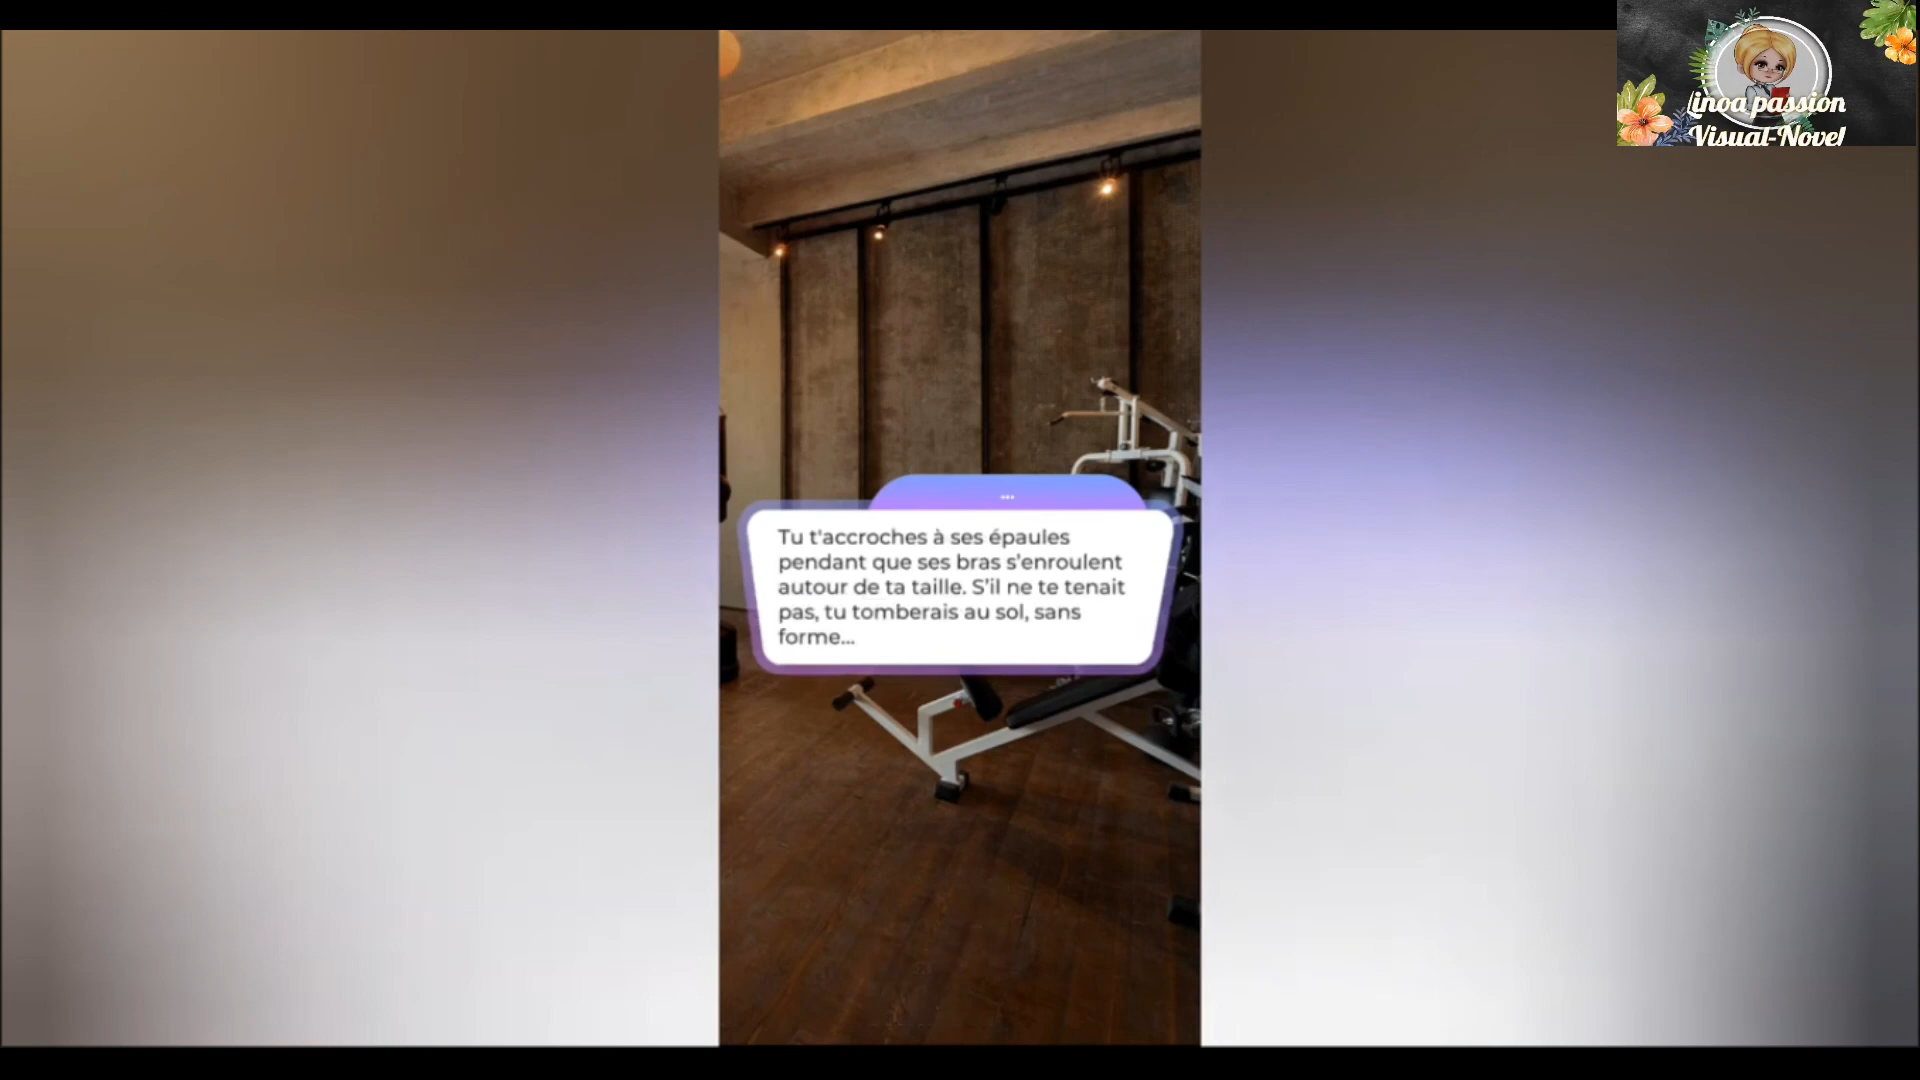 Linoa passion
Visual-Novel
...
Tu t'accroches à ses épaules
pendant que ses bras s'enroulent
autour de ta taille. S'il ne te tenait
pas, tu tomberais au sol, sans
forme...